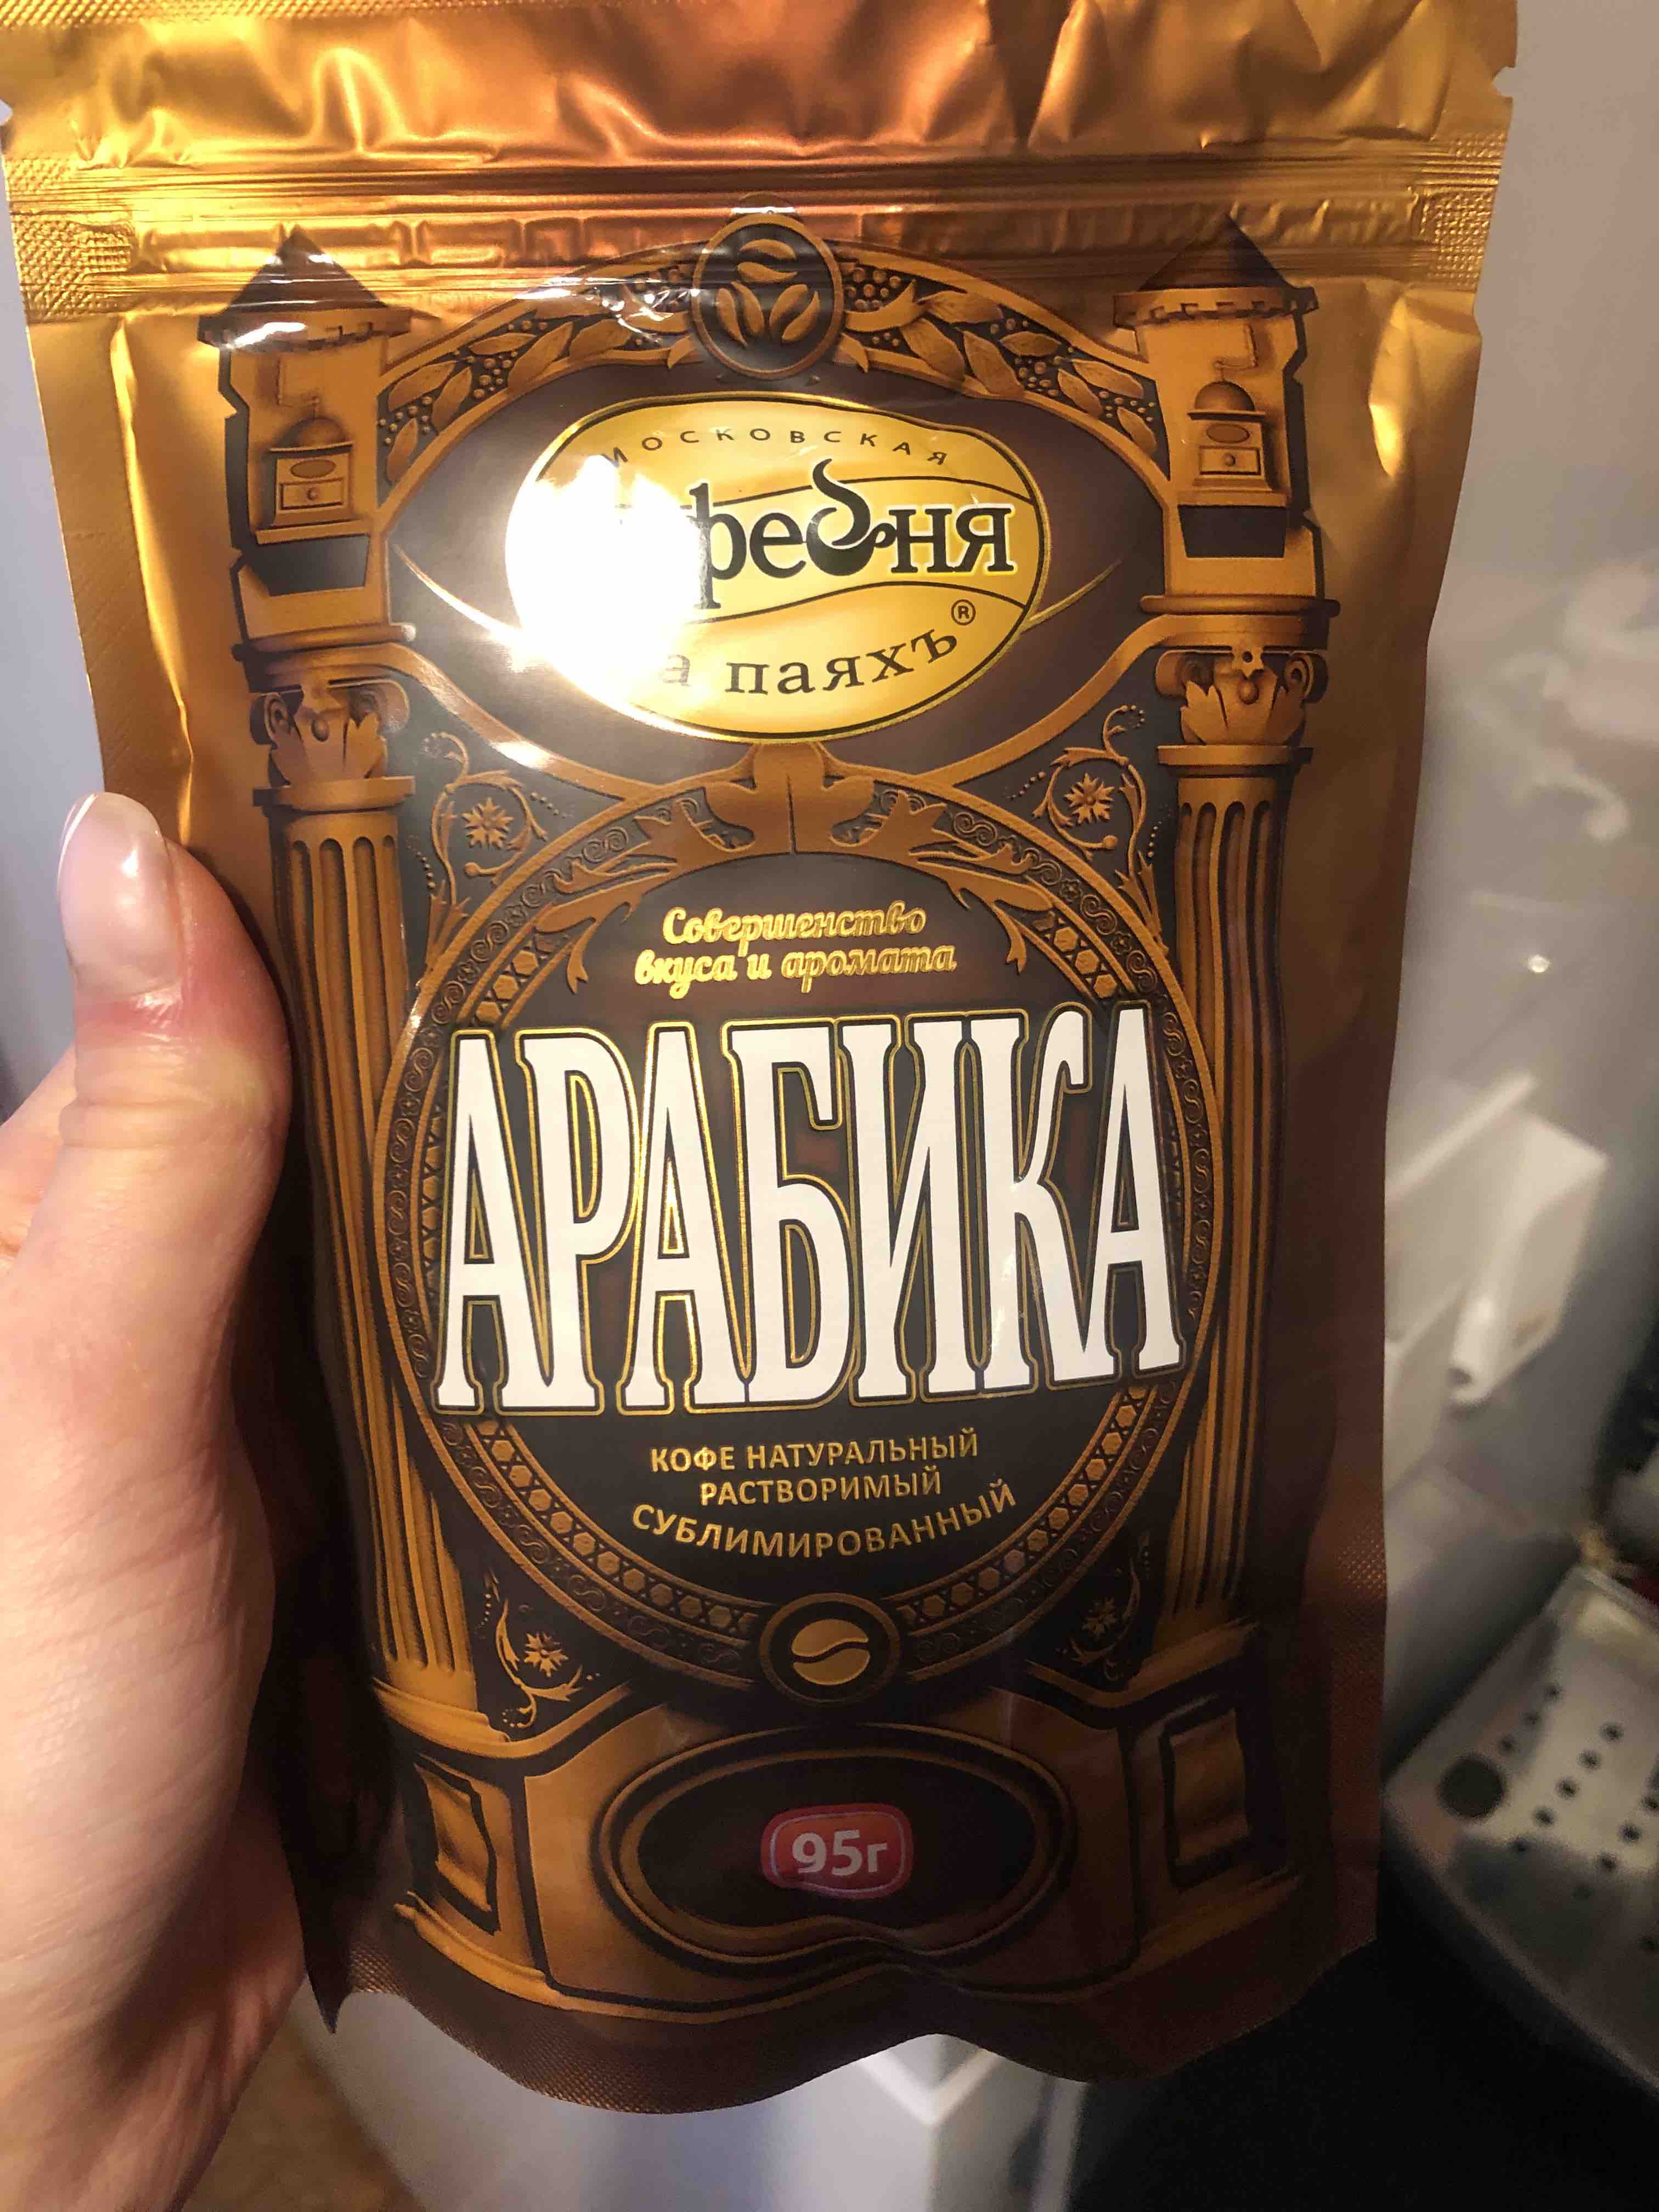 МОСКОВСКАЯ
паяхъ®
Совершенство
вкуса и аромата
АРАБИКА
КОФЕ НАТУРАЛЬНЫЙ
РАСТВОРИМЫЙ
СУБЛИМИРОВАННЫЙ
95г